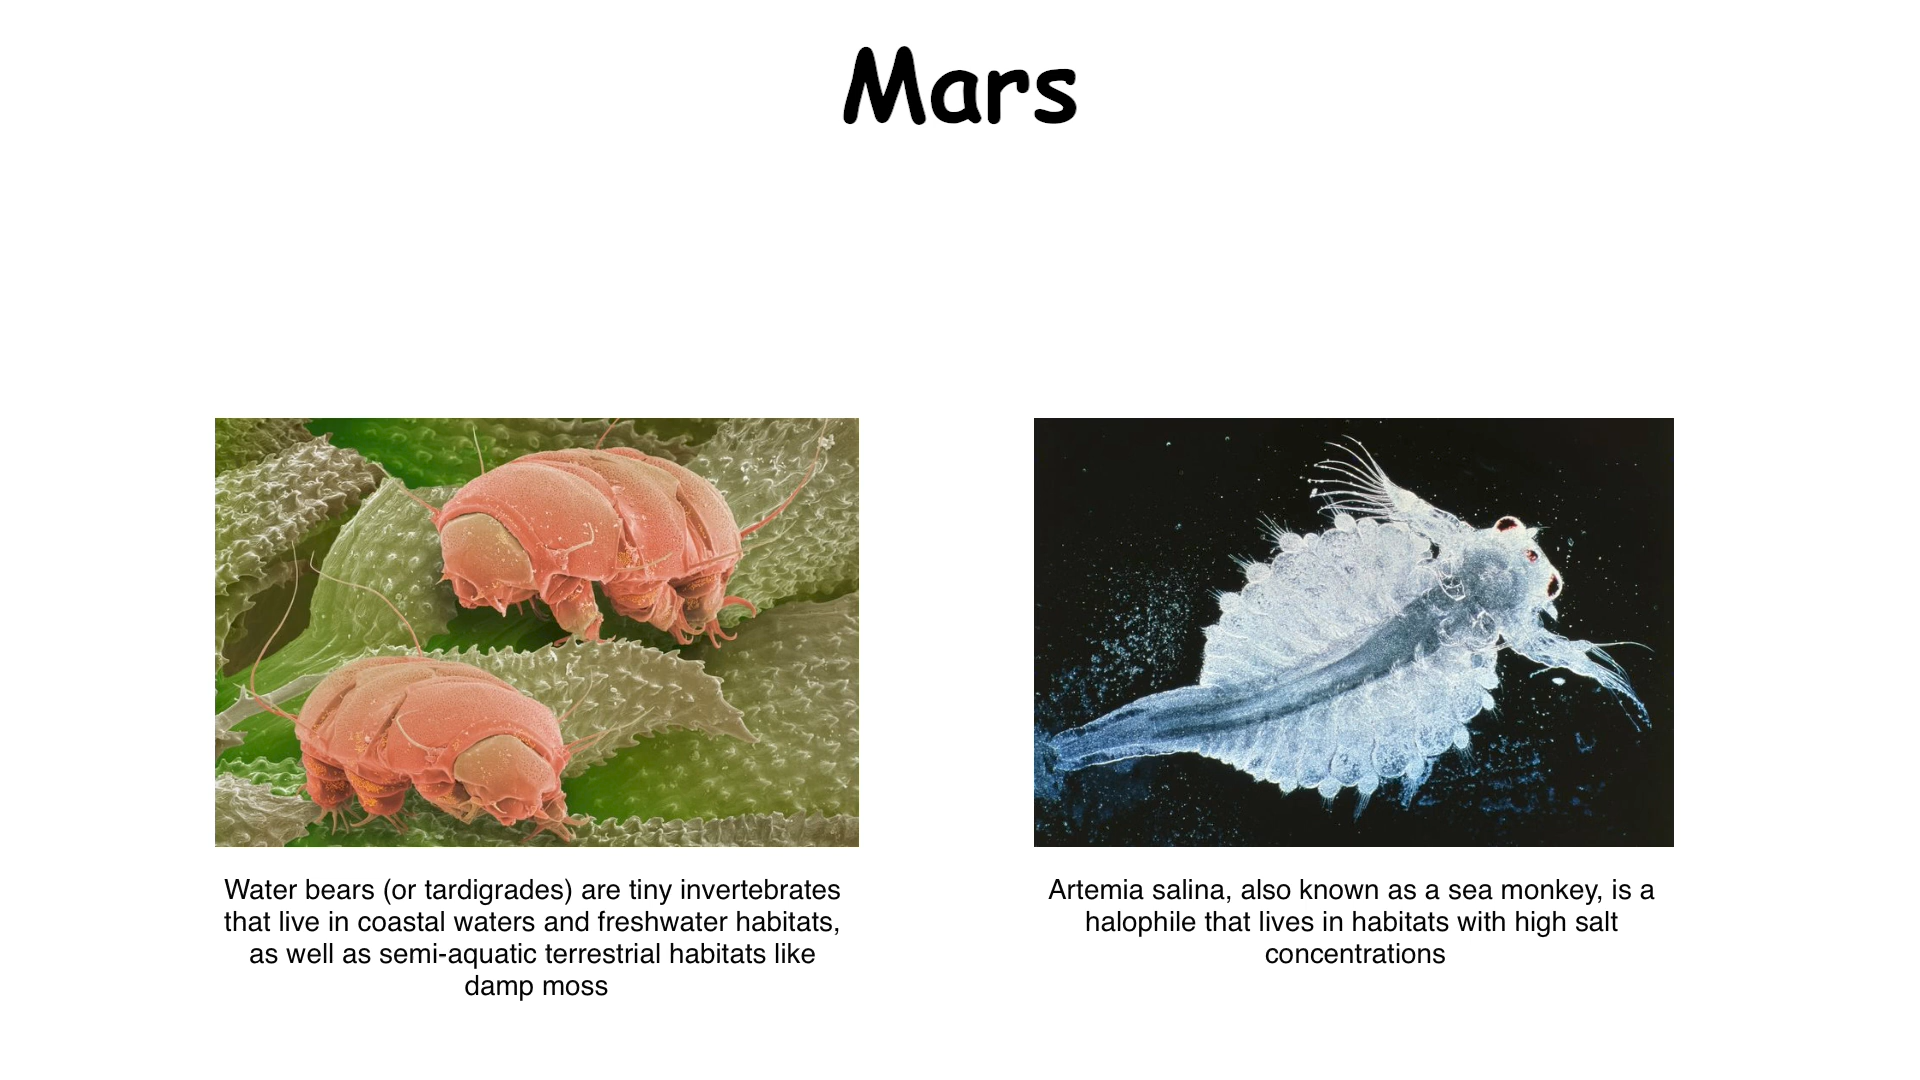 Mars
Water bears (or tardigrades) are tiny invertebrates
that live in coastal waters and freshwater habitats,
as well as semi-aquatic terrestrial habitats like
damp moss
Artemia salina, also known as a sea monkey, is a
halophile that lives in habitats with high salt
concentrations